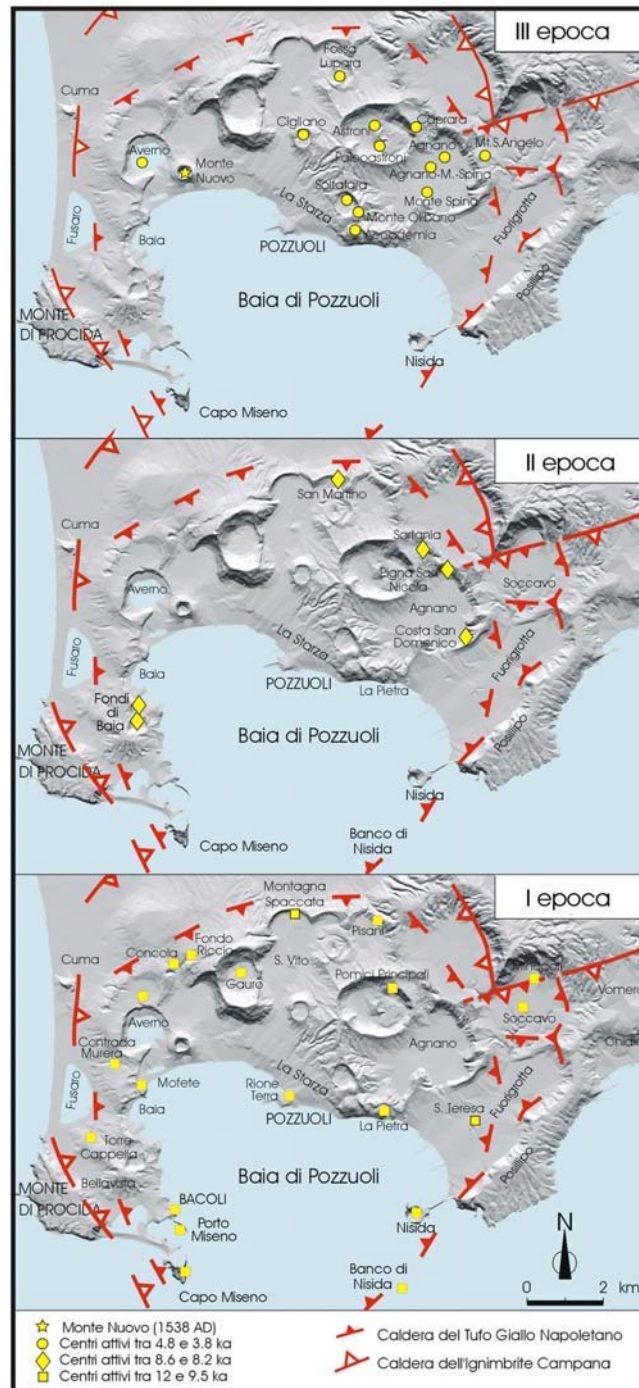 III epoca
Fossa
Lupara
Cuma
Cigliano
Astroni
Caprara
Averno
Paleoastroni
Agnano
Mt.S.Angelo
Monte
Nuovo
Agnano-M.-Spina
Solfatara
Monte Spina
La Starza
Monte Olibano
Accademia
Fuorigrotta
Fusaro
Baia
POZZUOLI
Posillipo
Baia di Pozzuoli
MONTE
DI PROCIDA
Nisida
Capo Miseno
II epoca
San Martino
Cuma
Sartania
Pigna San
Nicola
Soccavo
Averno
Agnano
Costa San
Domenico
La Starza
Fusaro
Baia
POZZUOLI
La Pietra
Fuorigrotta
Fondi
di
Baia
Posillipo
Baia di Pozzuoli
MONTE
DI PROCIDA
Nisida
Banco di
Nisida
Capo Miseno
I epoca
Montagna
Spaccata
Pisani
Fondo
Riccio
Concola
Cuma
S. Vito
Gauro
Pomici Principali
Vomero
Soccavo
Averno
Agnano
Contrada
Murera
Mofete
Rione
Terra
La Starza
Fusaro
Baia
POZZUOLI
La Pietra
S. Teresa
Fuorigrotta
Torre
Cappella
Posillipo
Bellavista
MONTE
DI PROCIDA
BACOLI
Baia di Pozzuoli
Porto
Miseno
Nisida
N
Banco di
Nisida
Capo Miseno
0 2 km
Monte Nuovo (1538 AD)
Centri attivi tra 4.8 e 3.8 ka
Centri attivi tra 8.6 e 8.2 ka
Centri attivi tra 12 e 9.5 ka
Caldera del Tufo Giallo Napoletano
Caldera dell'Ignimbrite Campana